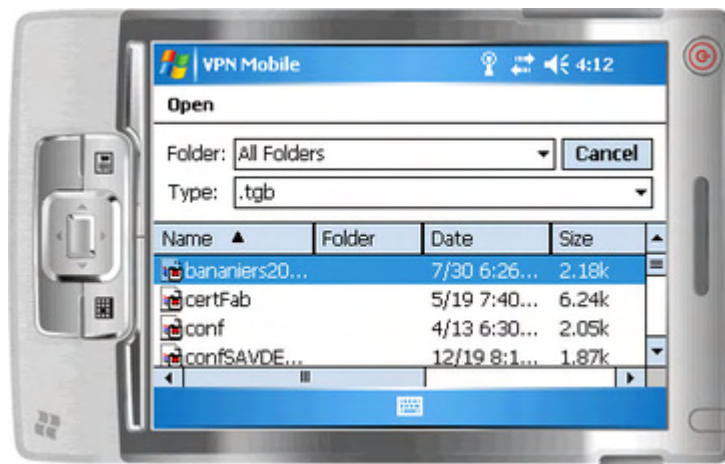 VPN Mobile 4:12
Open
Folder: All Folders Cancel
Type: .tgb
Name Folder Date Size
bananiers20... 7/30 6:26... 2.18k
certFab 5/19 7:40... 6.24k
conf 4/13 6:30... 2.05k
confSAVDE... 12/19 8:1... 1.87k